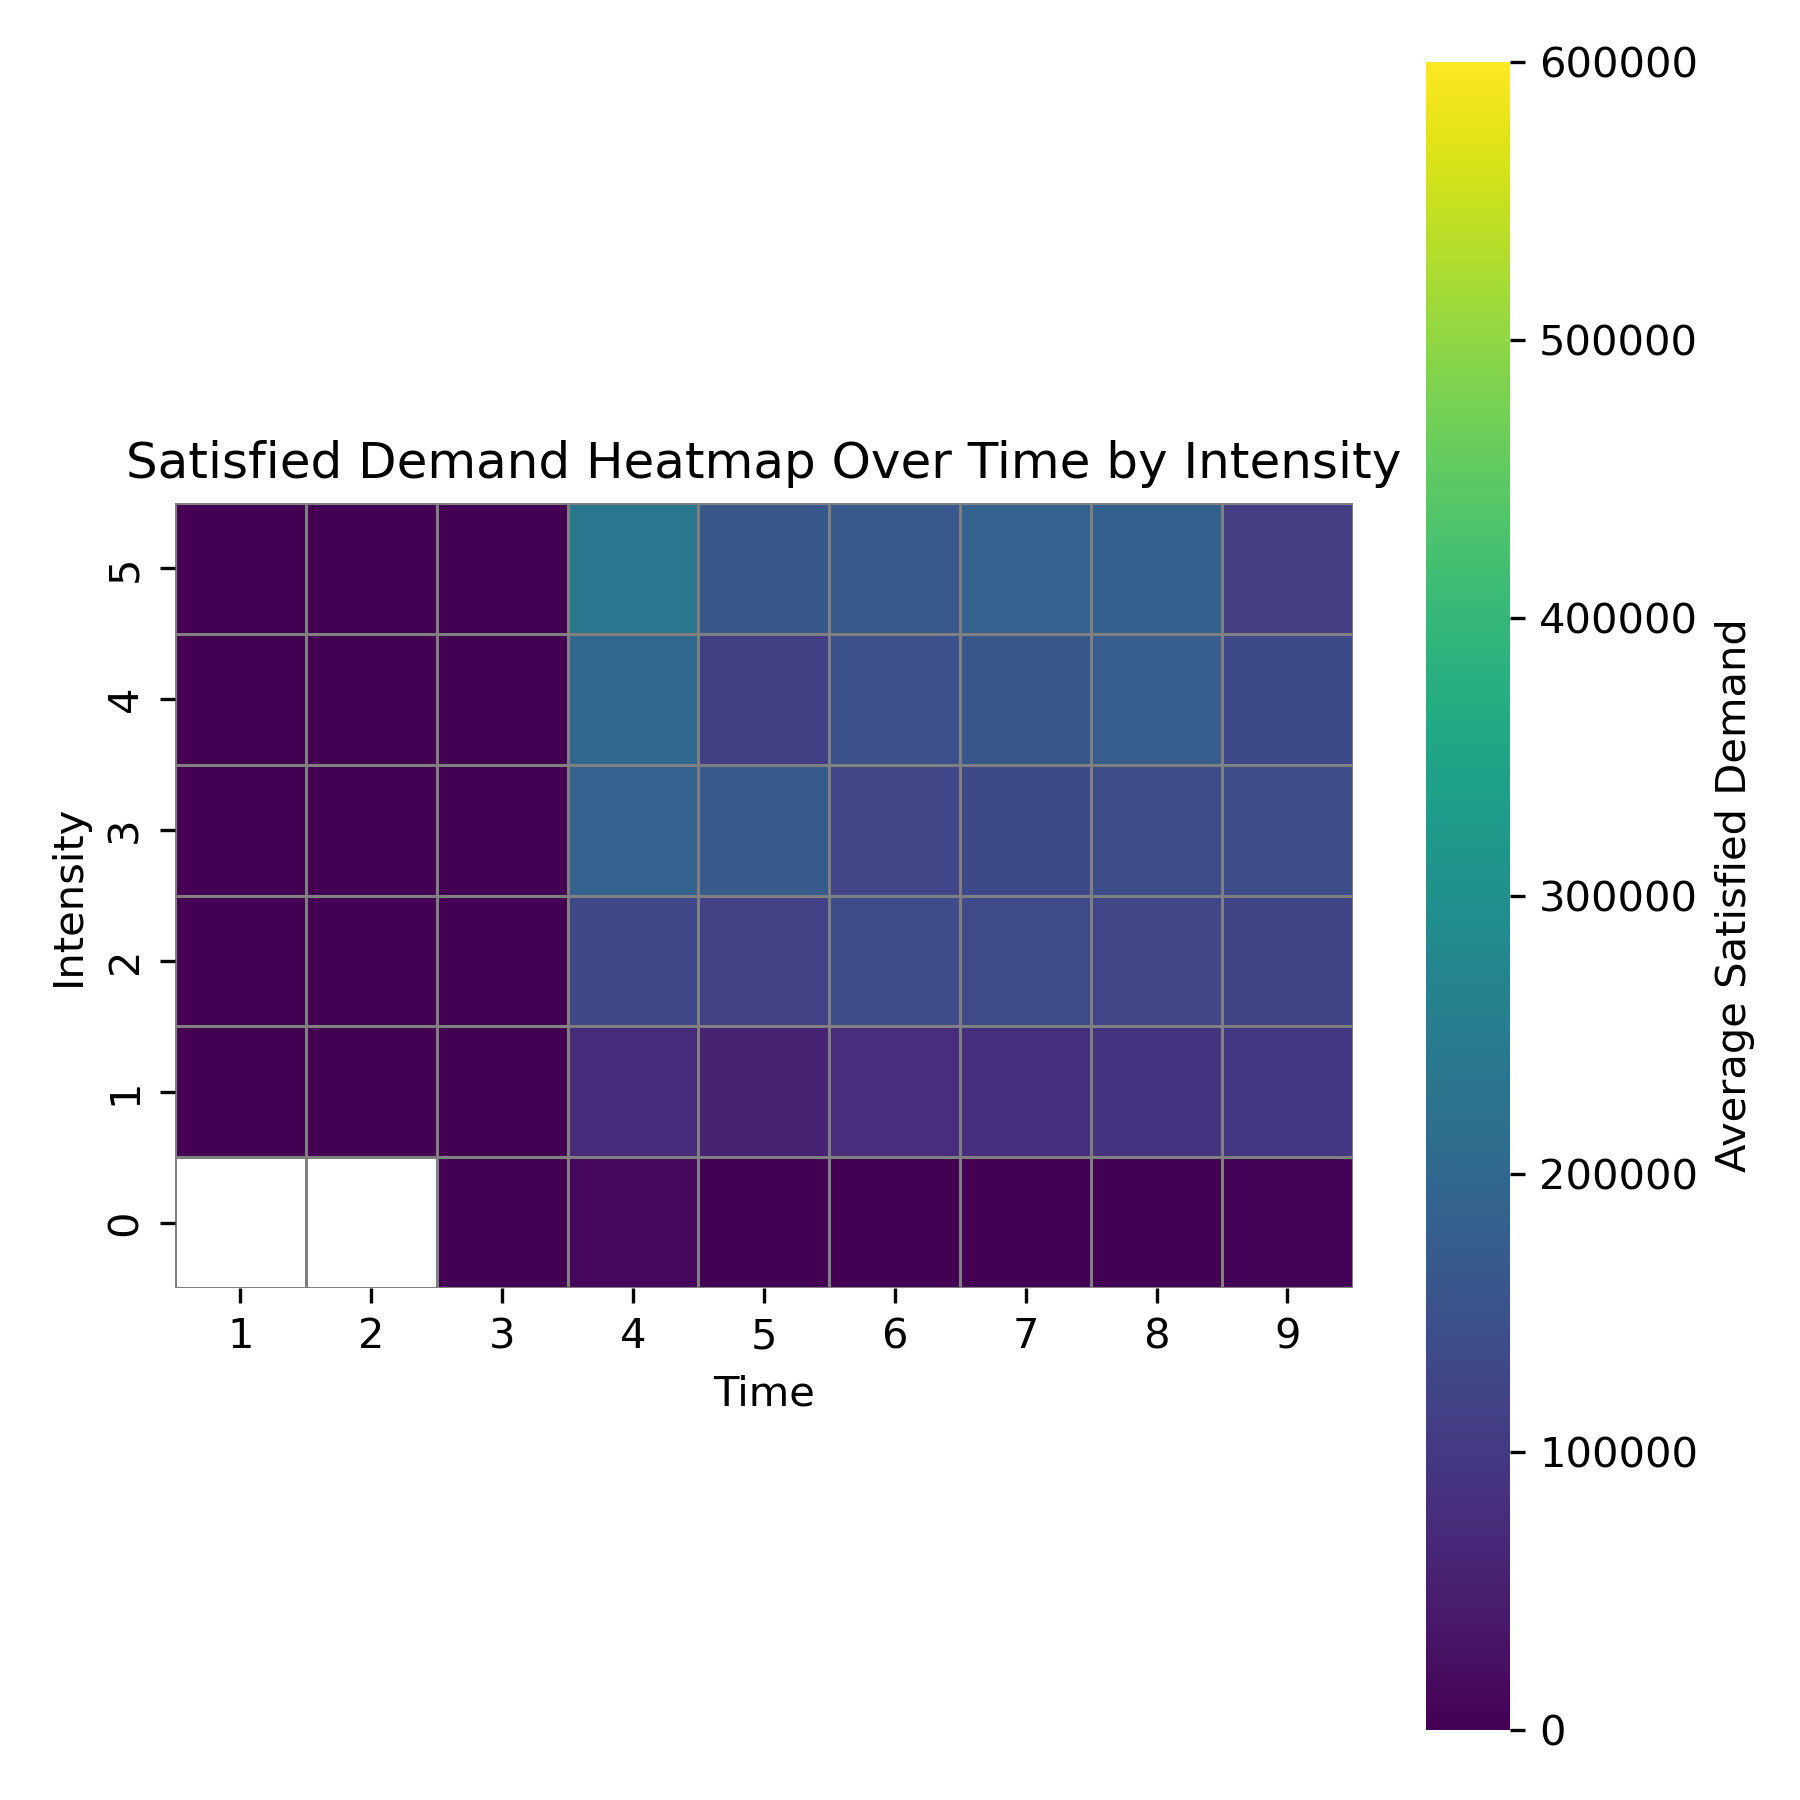 Satisfied Demand Heatmap Over Time by Intensity
Intensity
5
4
3
2
1
0
1 2 3 4 5 6 7 8 9
Time
600000
500000
400000
300000
200000
100000
0
Average Satisfied Demand